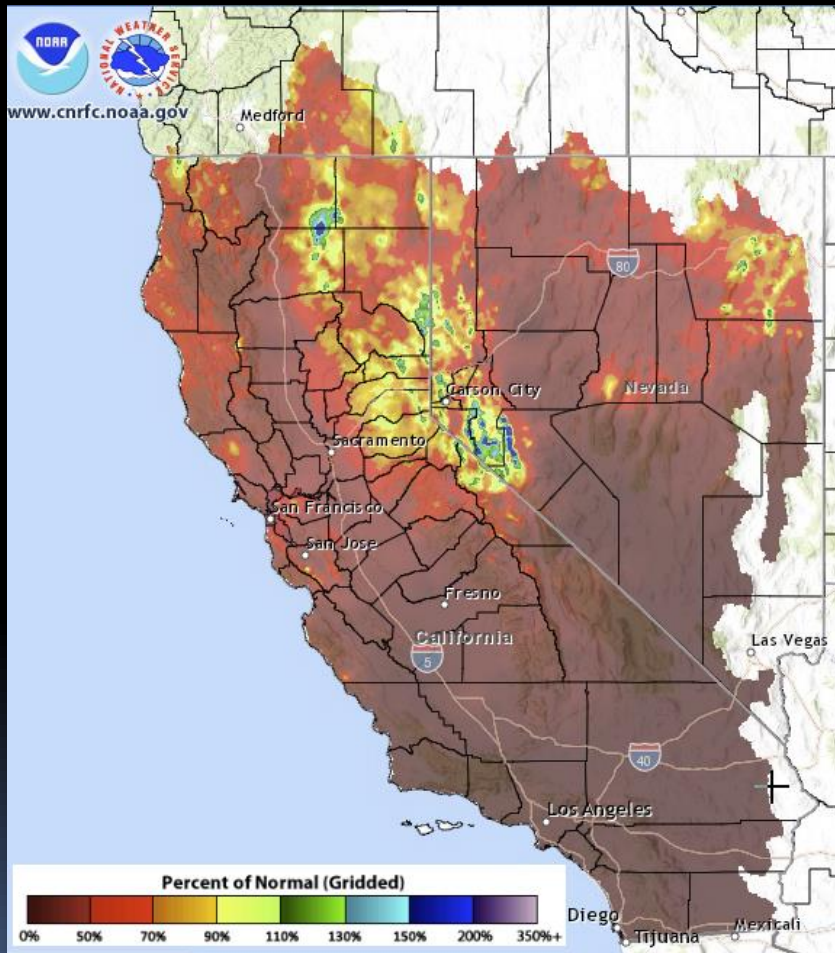 NOAA
NATIONAL WEATHER SERVICE
www.cnrfc.noaa.gov
Medford
80
Carson City
Nevada
Sacramento
San Francisco
San Jose
Fresno
California
5
Las Vegas
40
Los Angeles
Diego
Tijuana
Mexicali
Percent of Normal (Gridded)
0% 50% 70% 90% 110% 130% 150% 200% 350%+